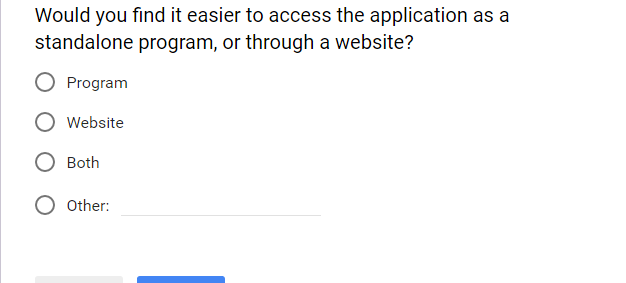 Would you find it easier to access the application as a
standalone program, or through a website?
Program
Website
Both
Other: